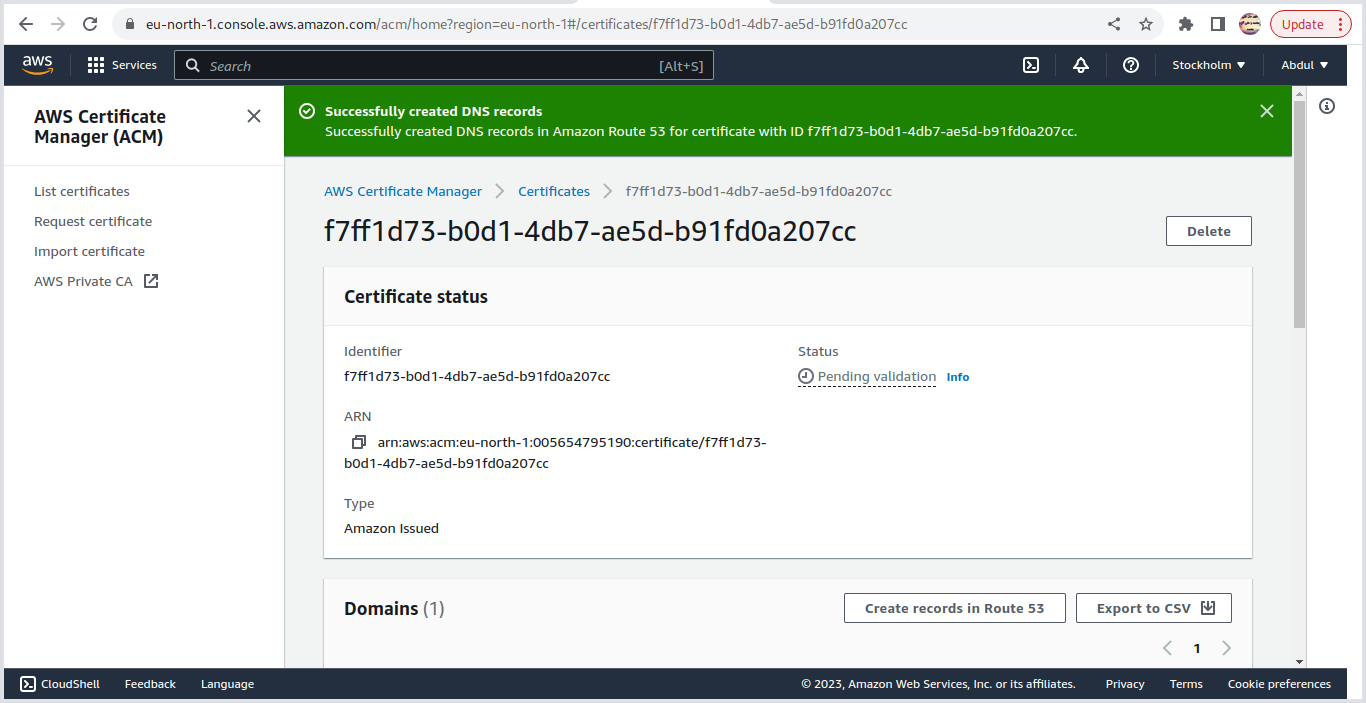 eu-north-1.console.aws.amazon.com/acm/home?region=eu-north-1#/certificates/f7ff1d73-b0d1-4db7-ae5d-b91fd0a207cc
Update
aws
Services
Search
[Alt+S]
Stockholm
Abdul
AWS Certificate
Manager (ACM)
List certificates
Request certificate
Import certificate
AWS Private CA
Successfully created DNS records
Successfully created DNS records in Amazon Route 53 for certificate with ID f7ff1d73-b0d1-4db7-ae5d-b91fd0a207cc.
AWS Certificate Manager
Certificates
f7ff1d73-b0d1-4db7-ae5d-b91fd0a207cc
f7ff1d73-b0d1-4db7-ae5d-b91fd0a207cc
Delete
Certificate status
Identifier
f7ff1d73-b0d1-4db7-ae5d-b91fd0a207cc
Status
Pending validation
Info
ARN
arn:aws:acm:eu-north-1:005654795190:certificate/f7ff1d73-
b0d1-4db7-ae5d-b91fd0a207cc
Type
Amazon Issued
Domains (1)
Create records in Route 53
Export to CSV
1
CloudShell
Feedback
Language
© 2023, Amazon Web Services, Inc. or its affiliates.
Privacy
Terms
Cookie preferences